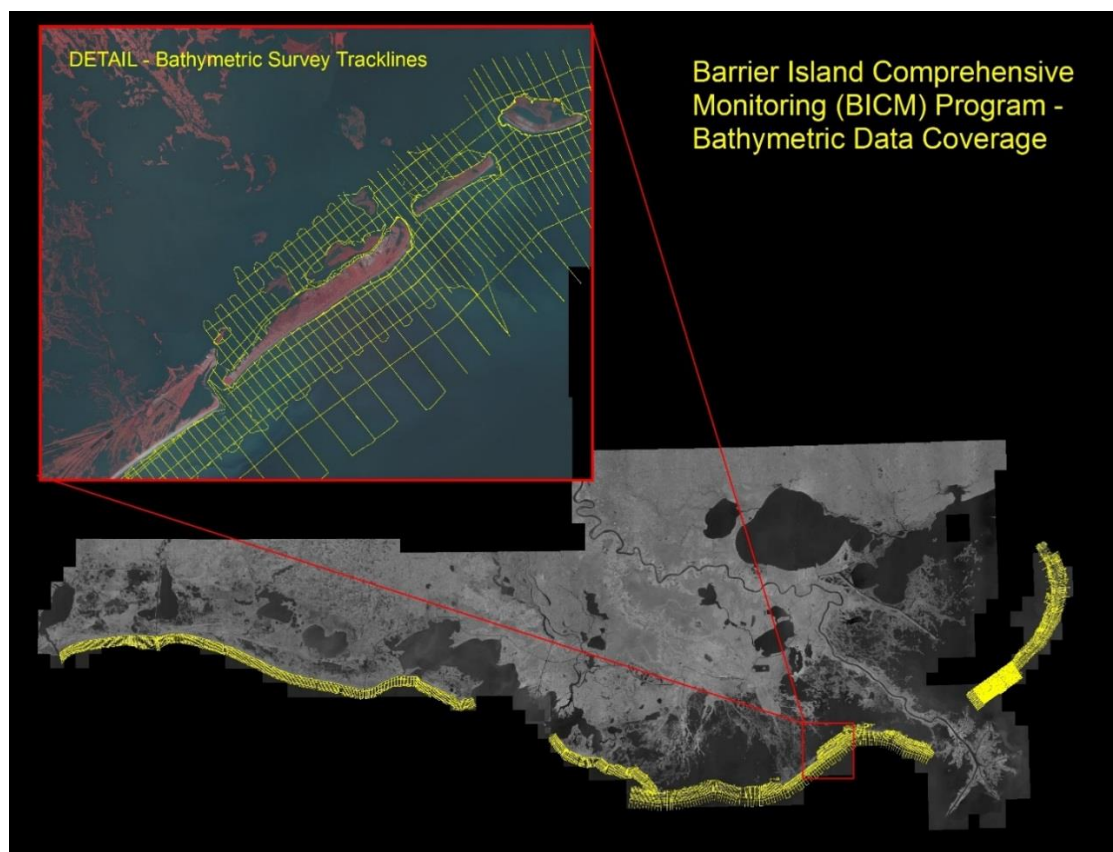 DETAIL - Bathymetric Survey Tracklines
Barrier Island Comprehensive
Monitoring (BICM) Program -
Bathymetric Data Coverage